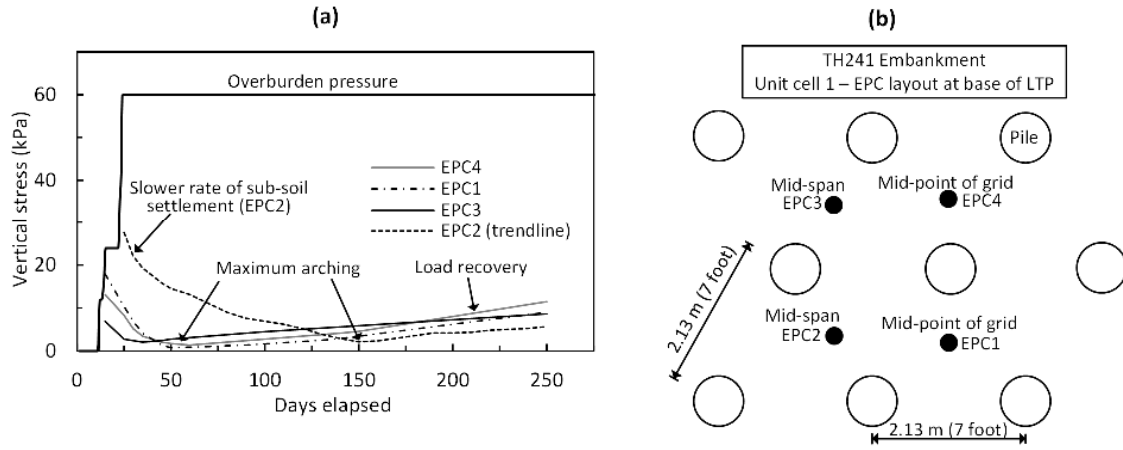 (a)
Overburden pressure
60
40
20
0
Vertical stress (kPa)
Slower rate of sub-soil
settlement (EPC2)
EPC4
EPC1
EPC3
EPC2 (trendline)
Maximum arching
Load recovery
0
50
100
150
200
250
Days elapsed
(b)
TH241 Embankment
Unit cell 1 – EPC layout at base of LTP
Pile
Mid-span
EPC3
Mid-point of grid
EPC4
2.13 m (7 foot)
Mid-span
EPC2
Mid-point of grid
EPC1
2.13 m (7 foot)